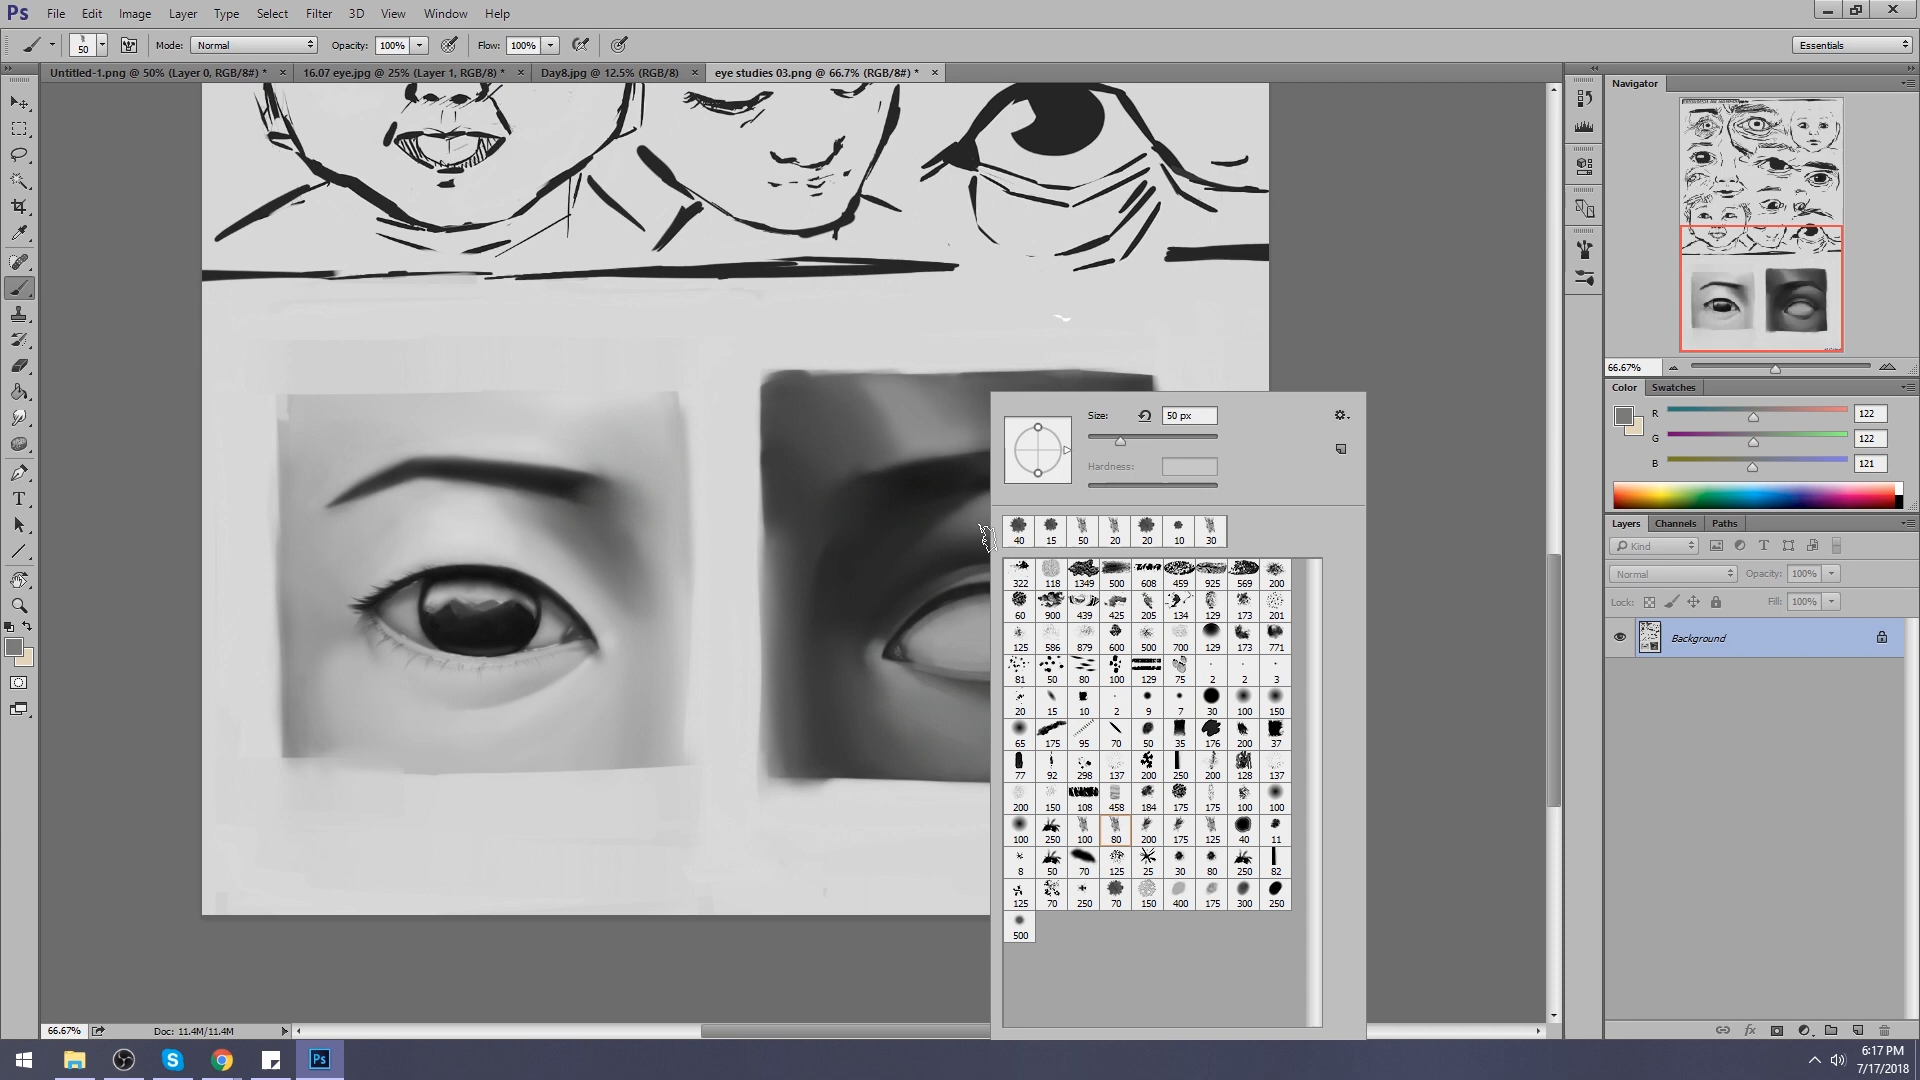 Ps File Edit Image Layer Type Select Filter 3D View Window Help
50 Mode: Normal Opacity: 100% Flow: 100% Essentials
Untitled-1.png @ 50% (Layer 0, RGB/8#) * × 16.07 eye.jpg @ 25% (Layer 1, RGB/8) * × Day8.jpg @ 12.5% (RGB/8) × eye studies 03.png @ 66.7% (RGB/8#) * ×
Navigator
66.67%
Color Swatches
R 122
G 122
B 121
Layers Channels Paths
Kind
Normal Opacity: 100%
Lock: Fill: 100%
Background
Size: 50 px
Hardness:
40 15 50 20 20 10 30
322 118 1349 500 608 459 925 569 200
60 900 439 425 205 134 129 173 201
125 586 879 600 500 700 129 173 771
81 50 80 100 129 75 2 2 3
20 15 10 2 9 7 30 100 150
65 175 95 70 50 35 176 200 37
77 92 298 137 200 250 200 128 137
200 150 108 458 184 175 175 100 100
100 250 100 80 200 175 125 40 11
8 50 70 125 25 30 80 250 82
125 70 250 70 150 400 175 300 250
500
66.67% Doc: 11.4M/11.4M
Ps
6:17 PM
7/17/2018